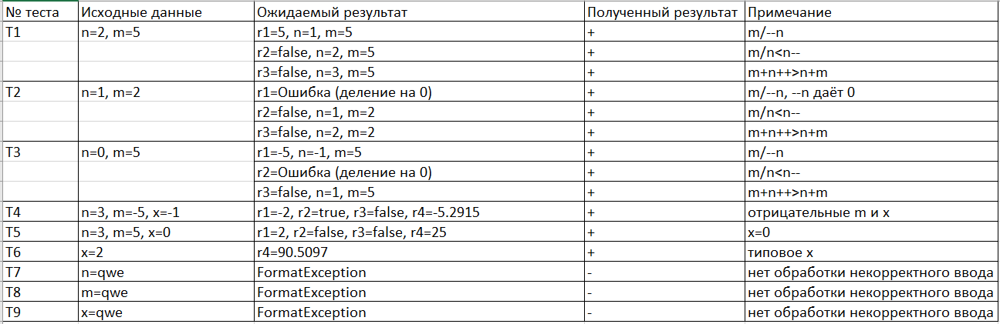 № теста Исходные данные Ожидаемый результат Полученный результат Примечание
T1 n=2, m=5 r1=5, n=1, m=5 + m/--n
r2=false, n=2, m=5 + m/n<n--
r3=false, n=3, m=5 + m+n++>n+m
T2 n=1, m=2 r1=Ошибка (деление на 0) + m/--n, --n даёт 0
r2=false, n=1, m=2 + m/n<n--
r3=false, n=2, m=2 + m+n++>n+m
T3 n=0, m=5 r1=-5, n=-1, m=5 + m/--n
r2=Ошибка (деление на 0) + m/n<n--
r3=false, n=1, m=5 + m+n++>n+m
T4 n=3, m=-5, x=-1 r1=-2, r2=true, r3=false, r4=-5.2915 + отрицательные m и x
T5 n=3, m=5, x=0 r1=2, r2=false, r3=false, r4=25 + x=0
T6 x=2 r4=90.5097 + типовое x
T7 n=qwe FormatException - нет обработки некорректного ввода
T8 m=qwe FormatException - нет обработки некорректного ввода
T9 x=qwe FormatException - нет обработки некорректного ввода